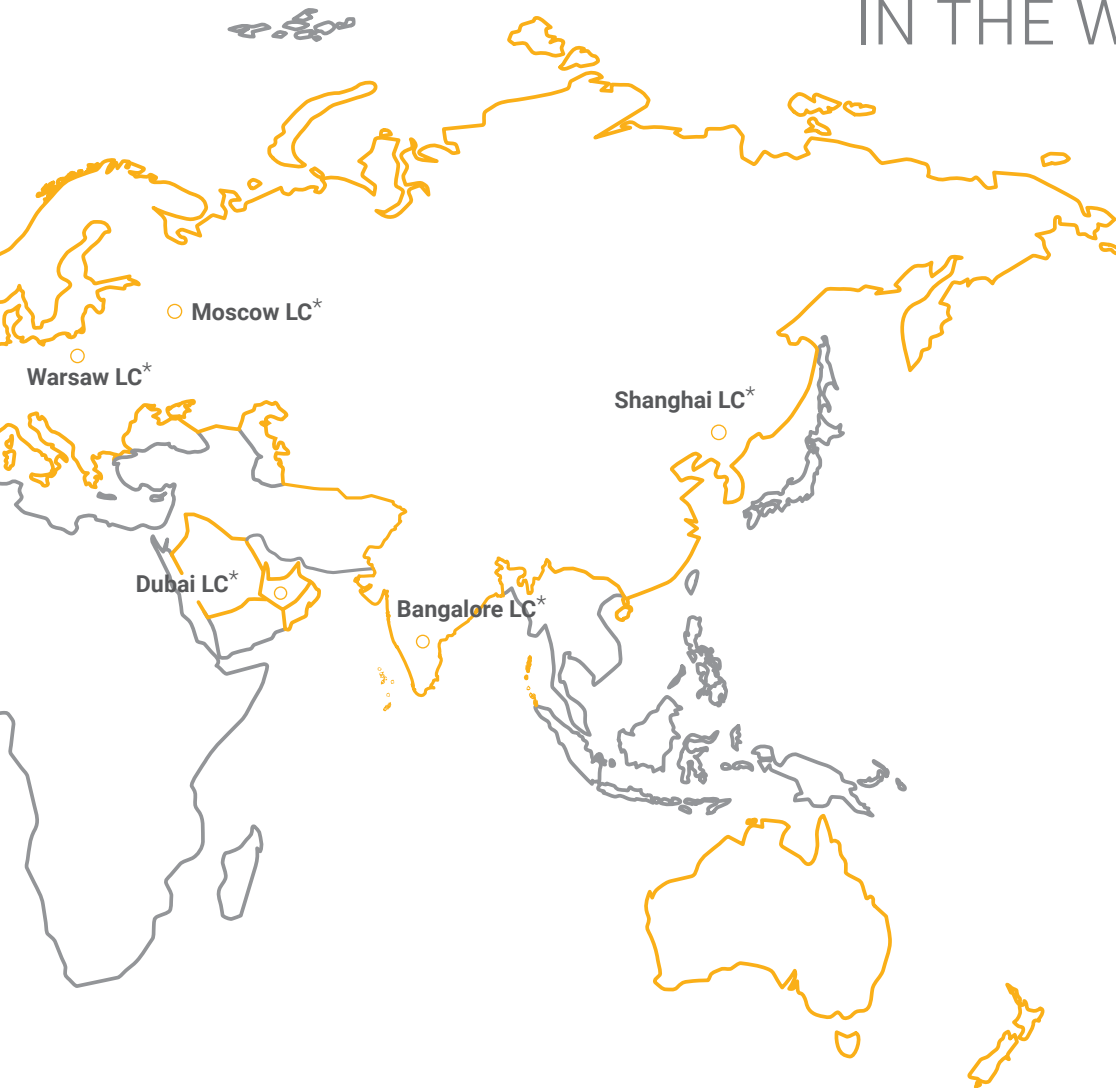 IN THE W
Moscow LC*
Warsaw LC*
Shanghai LC*
Dubai LC*
Bangalore LC*